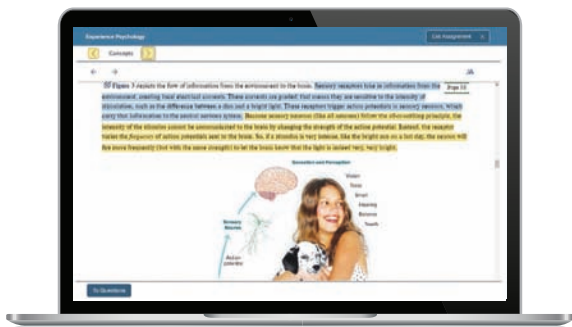 Experience Psychology
Exit Assignment X
Concepts
Figure 3 depicts the flow of information from the environment to the brain. Sensory receptors take in information from the
Page 33
environment, creating local electrical currents. These currents are graded; that means they are sensitive to the intensity of
stimulation, such as the difference between a dim and a bright light. These receptors trigger action potentials in sensory neurons, which
carry that information to the central nervous system. Because sensory neurons (like all neurons) follow the all-or-nothing principle, the
intensity of the stimulus cannot be communicated to the brain by changing the strength of the action potential. Instead, the receptor
varies the frequency of action potentials sent to the brain. So, if a stimulus is very intense, like the bright sun on a hot day, the neuron will
fire more frequently (but with the same strength) to let the brain know that the light is indeed very, very bright.
Sensation and Perception
Vision
Taste
Smell
Hearing
Balance
Touch
Sensory
Neuron
Action
potential
To Questions